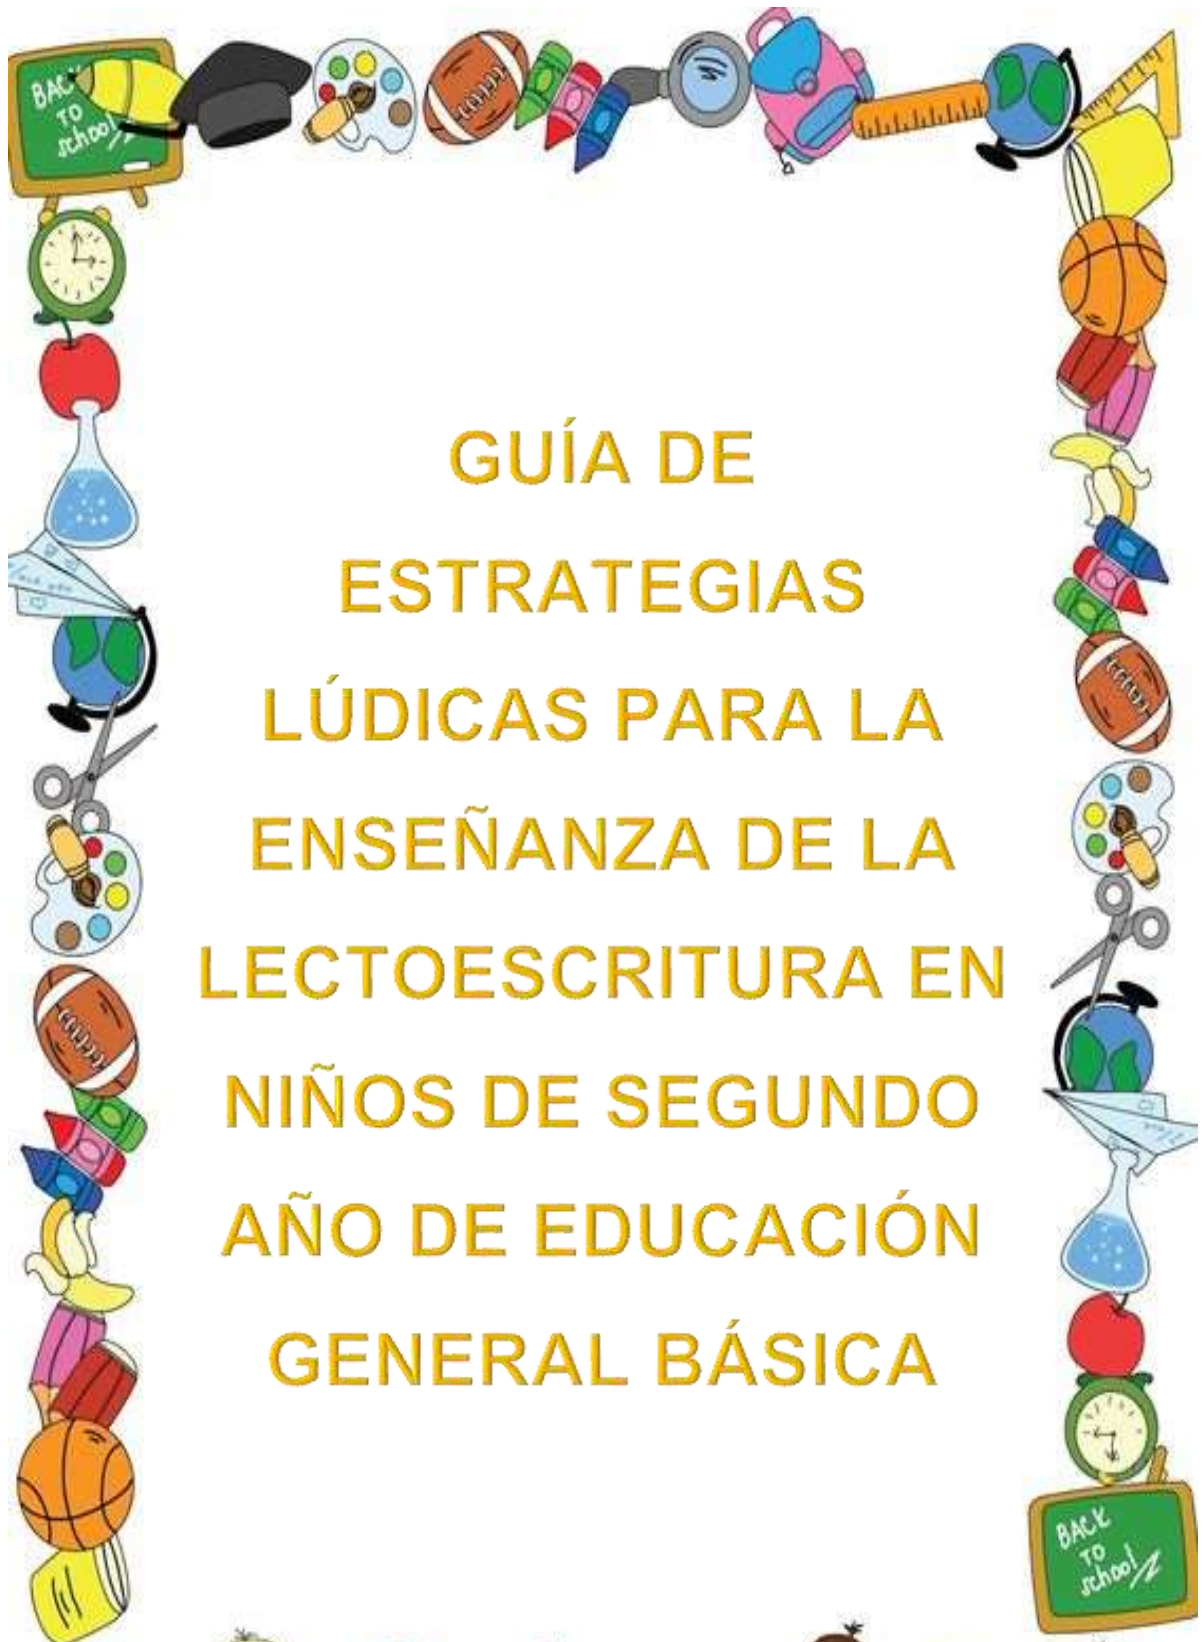 BACK
TO
school
GUÍA DE
ESTRATEGIAS
LÚDICAS PARA LA
ENSEÑANZA DE LA
LECTOESCRITURA EN
NIÑOS DE SEGUNDO
AÑO DE EDUCACIÓN
GENERAL BÁSICA
BACK
TO
school